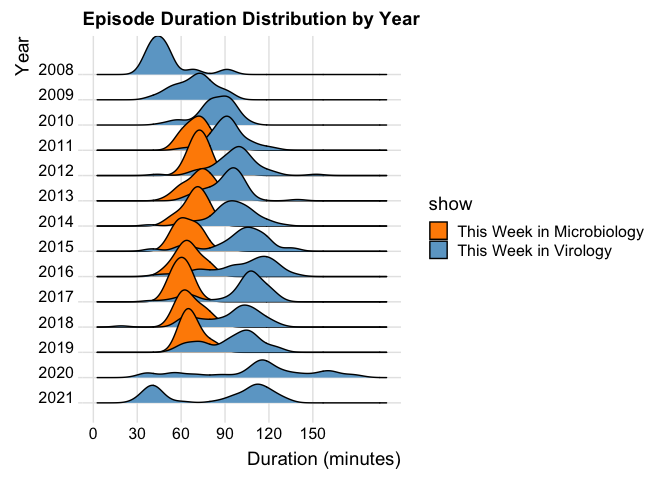 Episode Duration Distribution by Year
Year
2008
2009
2010
2011
2012
2013
2014
2015
2016
2017
2018
2019
2020
2021
0 30 60 90 120 150
Duration (minutes)
show
This Week in Microbiology
This Week in Virology